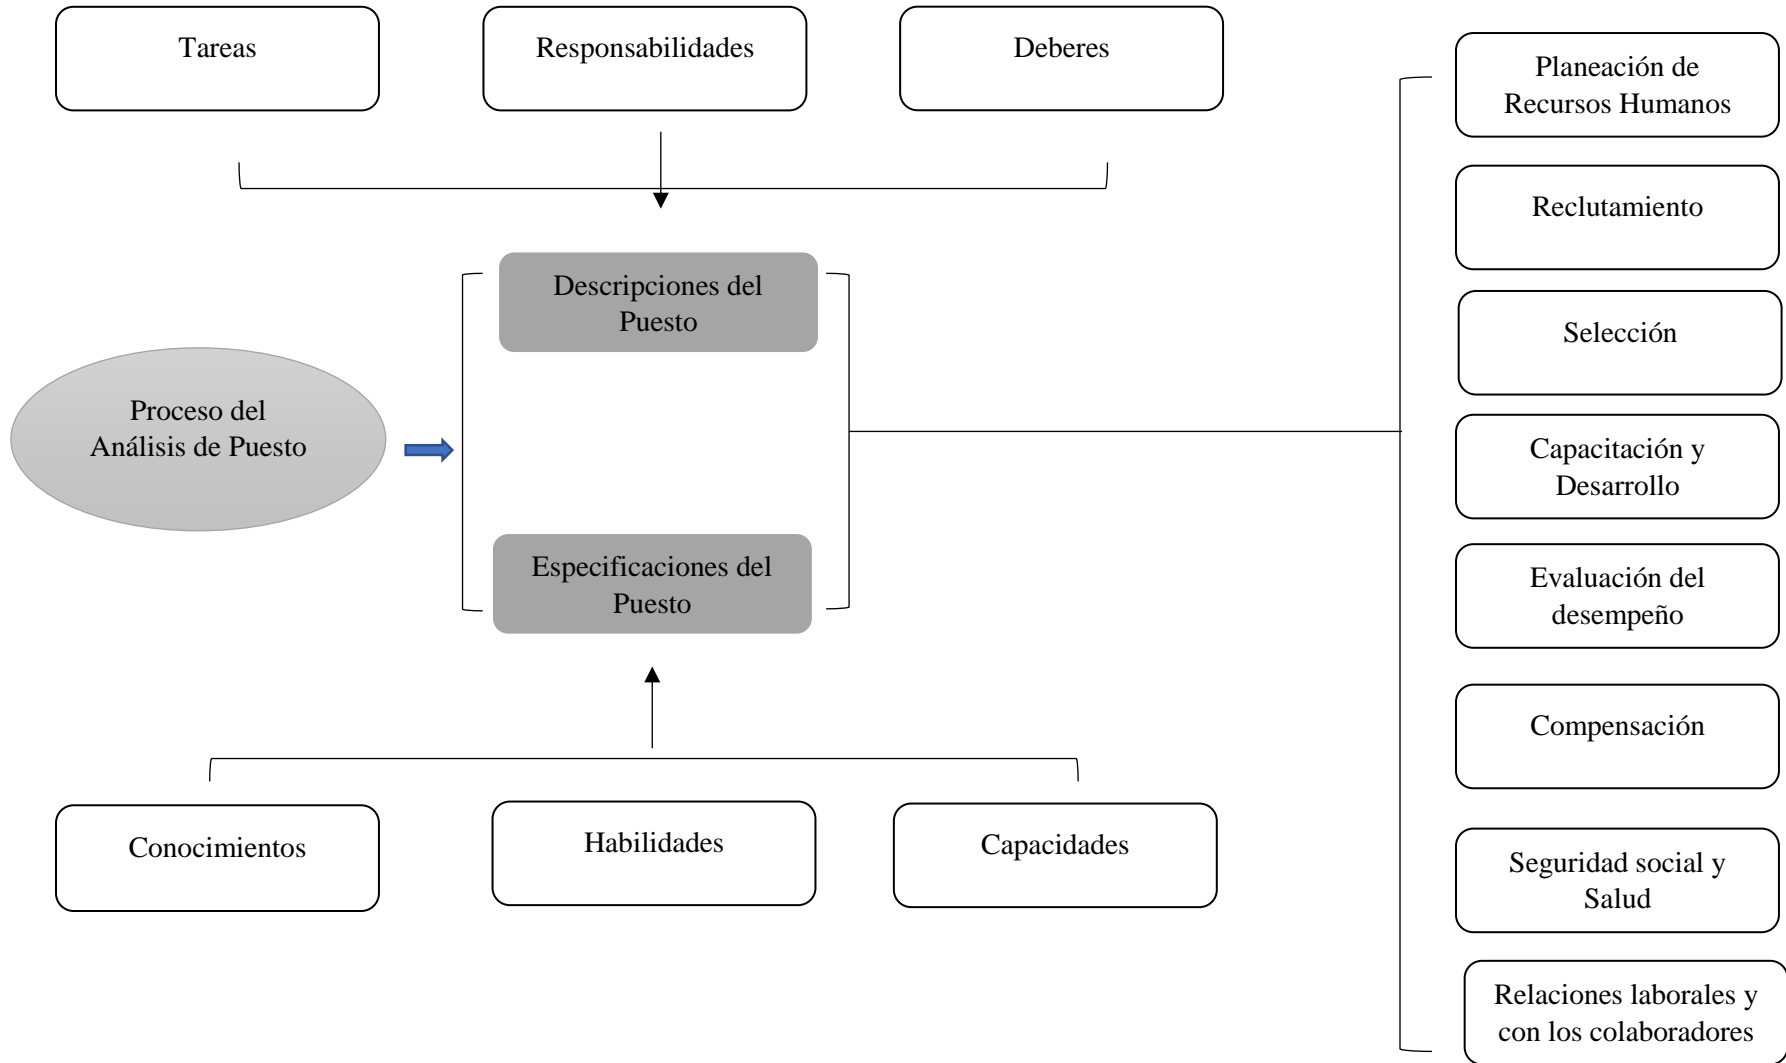 Tareas
Responsabilidades
Deberes
Descripciones del
Puesto
Proceso del
Análisis de Puesto
Especificaciones del
Puesto
Conocimientos
Habilidades
Capacidades
Planeación de
Recursos Humanos
Reclutamiento
Selección
Capacitación y
Desarrollo
Evaluación del
desempeño
Compensación
Seguridad social y
Salud
Relaciones laborales y
con los colaboradores